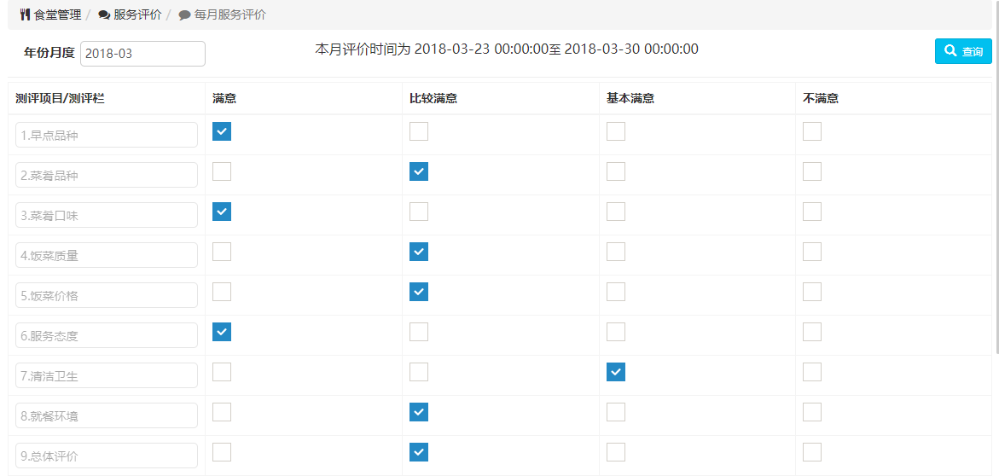 食堂管理 / 服务评价 / 每月服务评价
年份月度 2018-03 本月评价时间为 2018-03-23 00:00:00至 2018-03-30 00:00:00 查询
测评项目/测评栏 满意 比较满意 基本满意 不满意
1.早点品种
2.菜肴品种
3.菜肴口味
4.饭菜质量
5.饭菜价格
6.服务态度
7.清洁卫生
8.就餐环境
9.总体评价